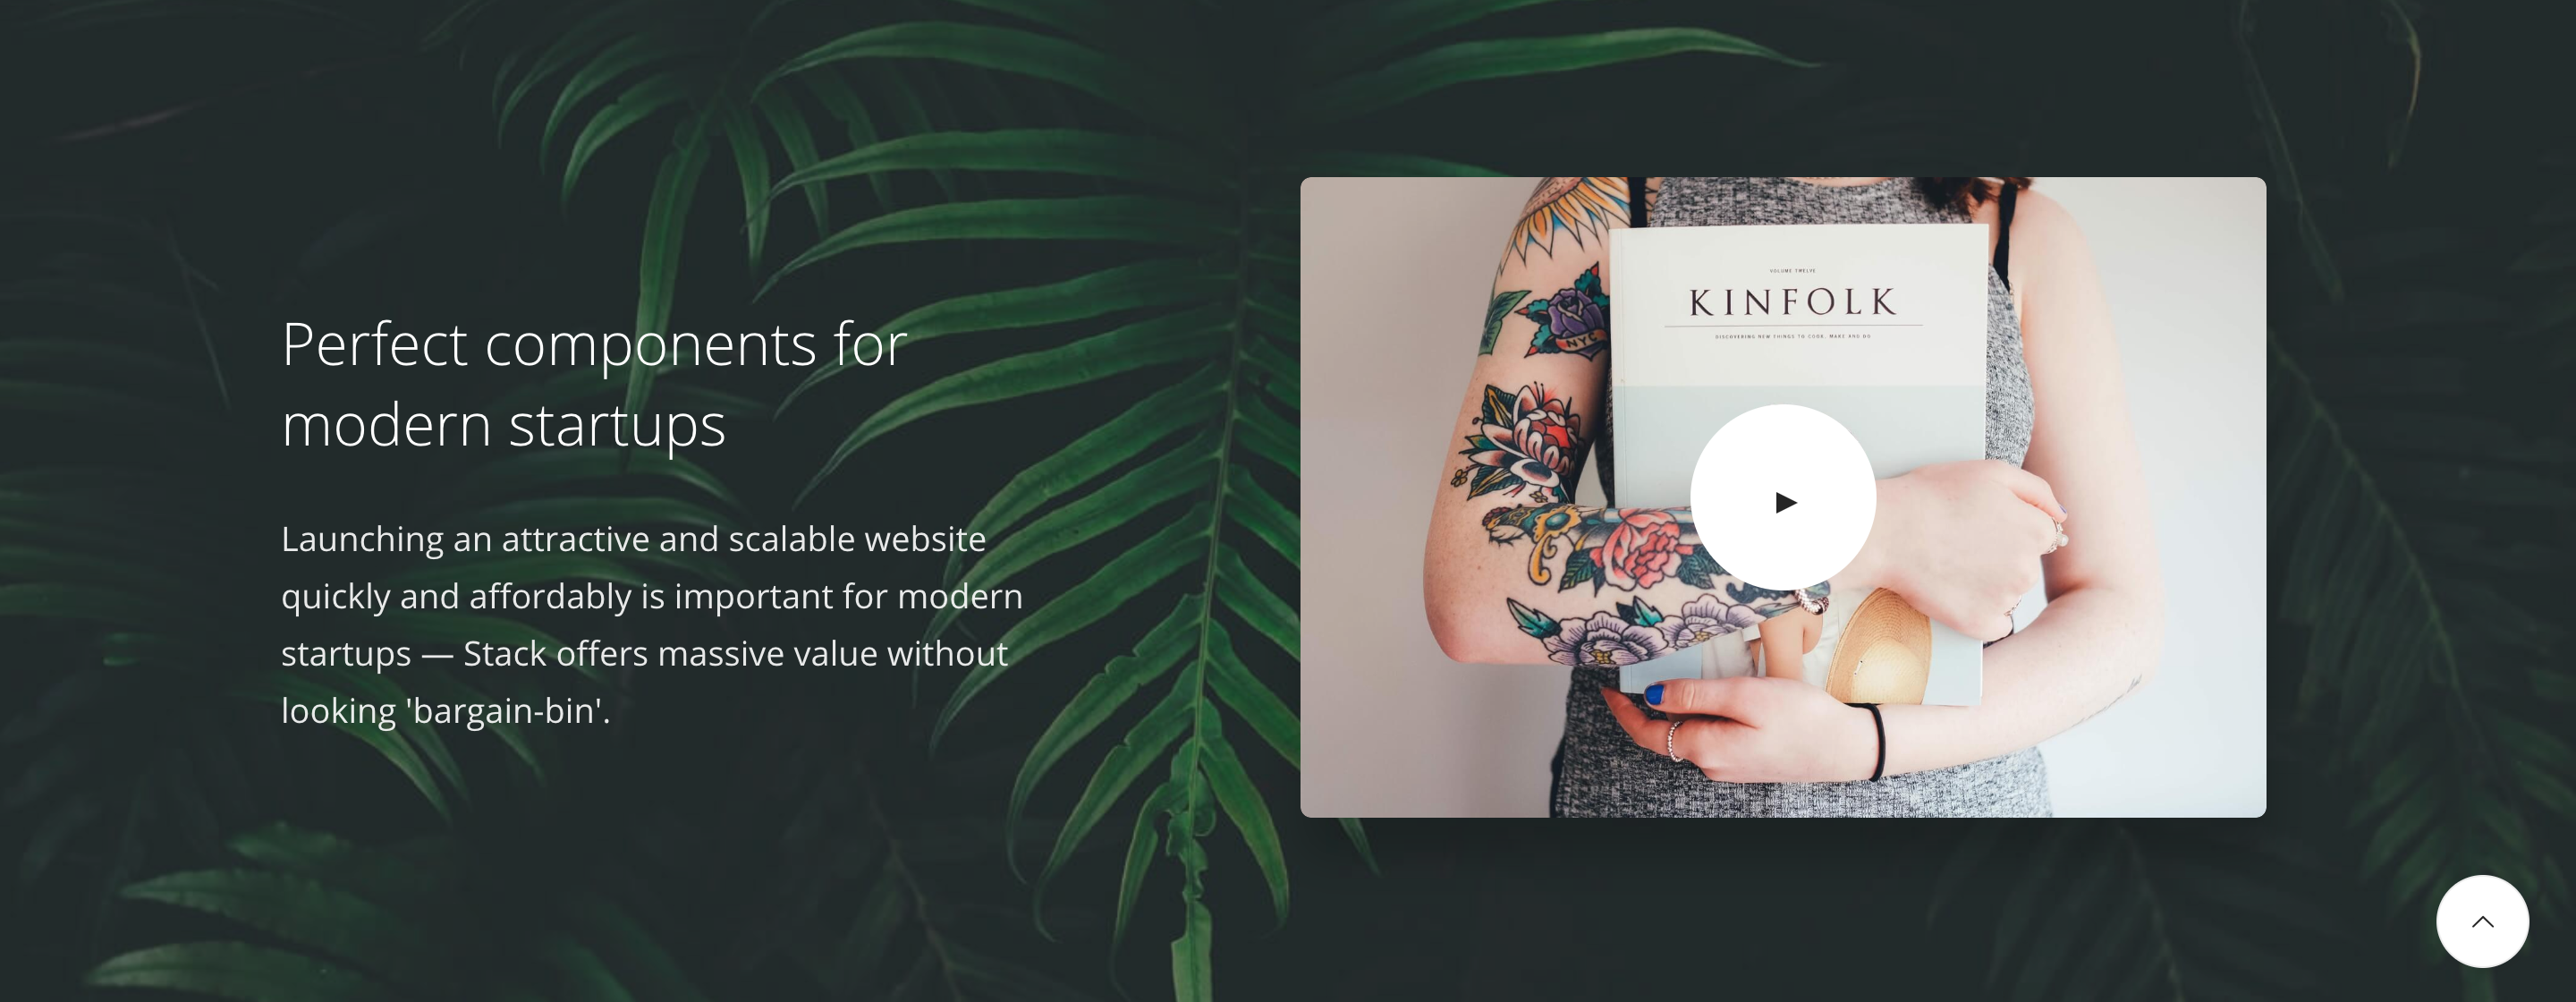 Perfect components for
modern startups
Launching an attractive and scalable website
quickly and affordably is important for modern
startups — Stack offers massive value without
looking 'bargain-bin'.
VOLUME TWELVE
KINFOLK
DISCOVERING NEW THINGS TO COOK, MAKE AND DO
NYC